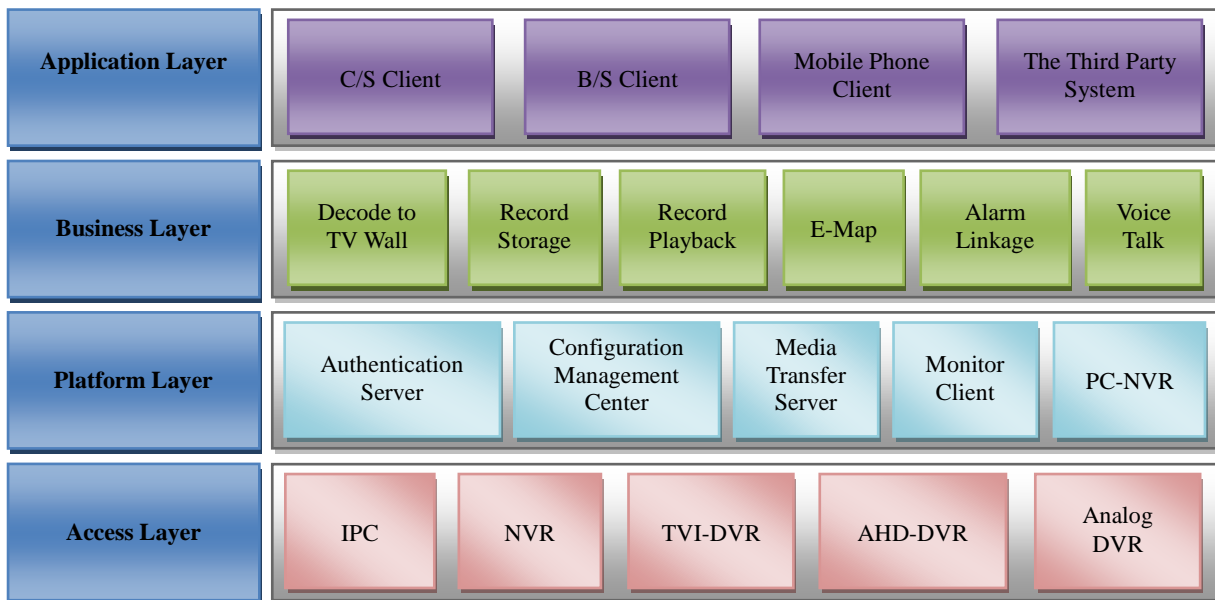 Application Layer
C/S Client
B/S Client
Mobile Phone
Client
The Third Party
System
Business Layer
Decode to
TV Wall
Record
Storage
Record
Playback
E-Map
Alarm
Linkage
Voice
Talk
Platform Layer
Authentication
Server
Configuration
Management
Center
Media
Transfer
Server
Monitor
Client
PC-NVR
Access Layer
IPC
NVR
TVI-DVR
AHD-DVR
Analog
DVR